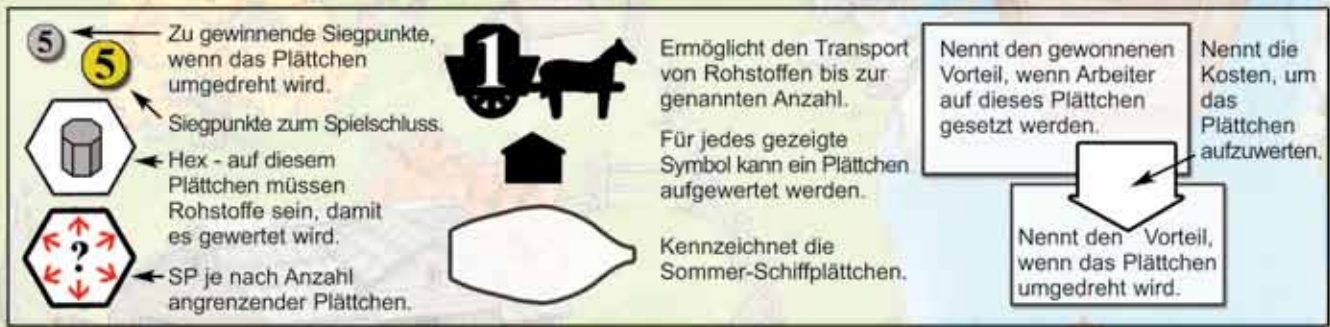 5
5
Zu gewinnende Siegpunkte,
wenn das Plättchen
umgedreht wird.
Siegpunkte zum Spielschluss.
Hex - auf diesem
Plättchen müssen
Rohstoffe sein, damit
es gewertet wird.
?
SP je nach Anzahl
angrenzender Plättchen.
1
Ermöglicht den Transport
von Rohstoffen bis zur
genannten Anzahl.
Für jedes gezeigte
Symbol kann ein Plättchen
aufgewertet werden.
Kennzeichnet die
Sommer-Schiffplättchen.
Nennt den gewonnenen
Vorteil, wenn Arbeiter
auf dieses Plättchen
gesetzt werden.
Nennt die
Kosten, um
das
Plättchen
aufzuwerten.
Nennt den Vorteil,
wenn das Plättchen
umgedreht wird.